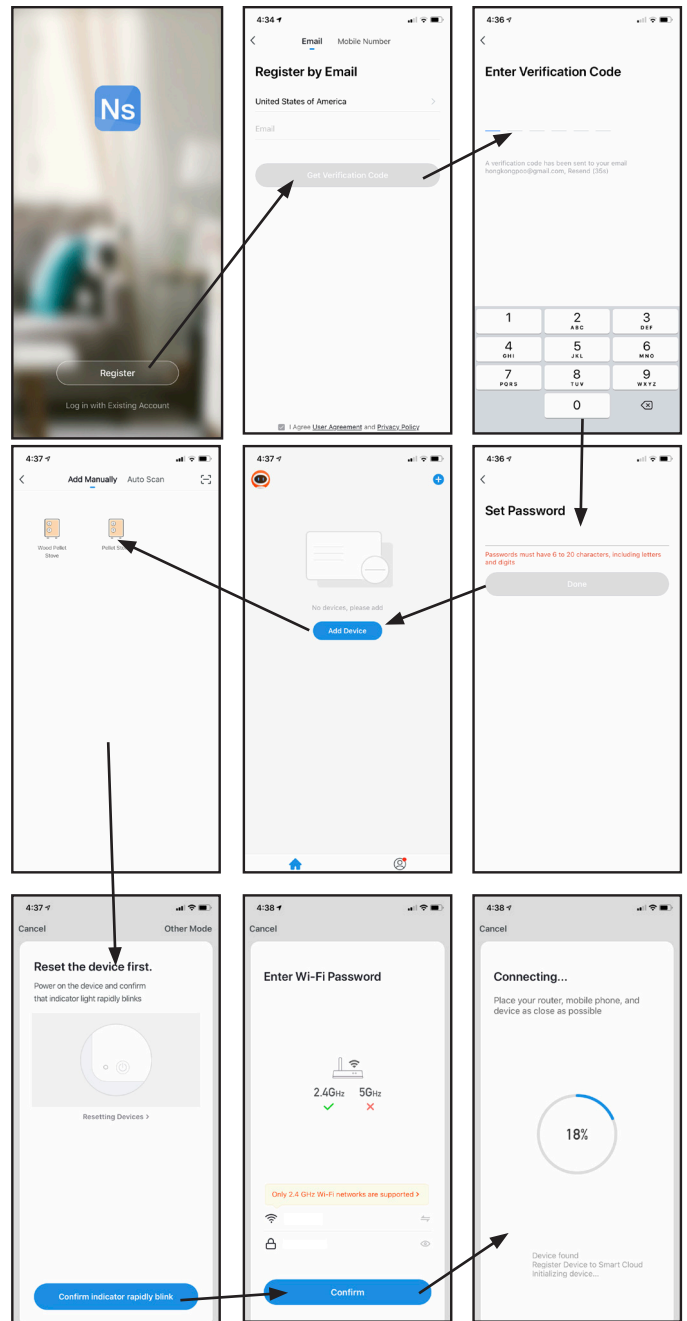 Ns
Register
Log in with Existing Account
4:34
Email Mobile Number
Register by Email
United States of America
Email
Get Verification Code
I Agree User Agreement and Privacy Policy
4:36
Enter Verification Code
A verification code has been sent to your email
hongkongpoo@gmail.com, Resend (36s)
1 2 3
ABC DEF
4 5 6
GHI JKL MNO
7 8 9
PQRS TUV WXYZ
0
4:37
Add Manually Auto Scan
Wood Pellet
Stove
Pellet Stove
4:37
No devices, please add
Add Device
4:36
Set Password
Passwords must have 6 to 20 characters, including letters
and digits
Done
4:37
Cancel Other Mode
Reset the device first.
Power on the device and confirm
that indicator light rapidly blinks
Resetting Devices >
Confirm indicator rapidly blink
4:38
Cancel
Enter Wi-Fi Password
2.4GHz 5GHz
Only 2.4 GHz Wi-Fi networks are supported >
Confirm
4:38
Cancel
Connecting...
Place your router, mobile phone, and
device as close as possible
18%
Device found
Register Device to Smart Cloud
Initializing device...